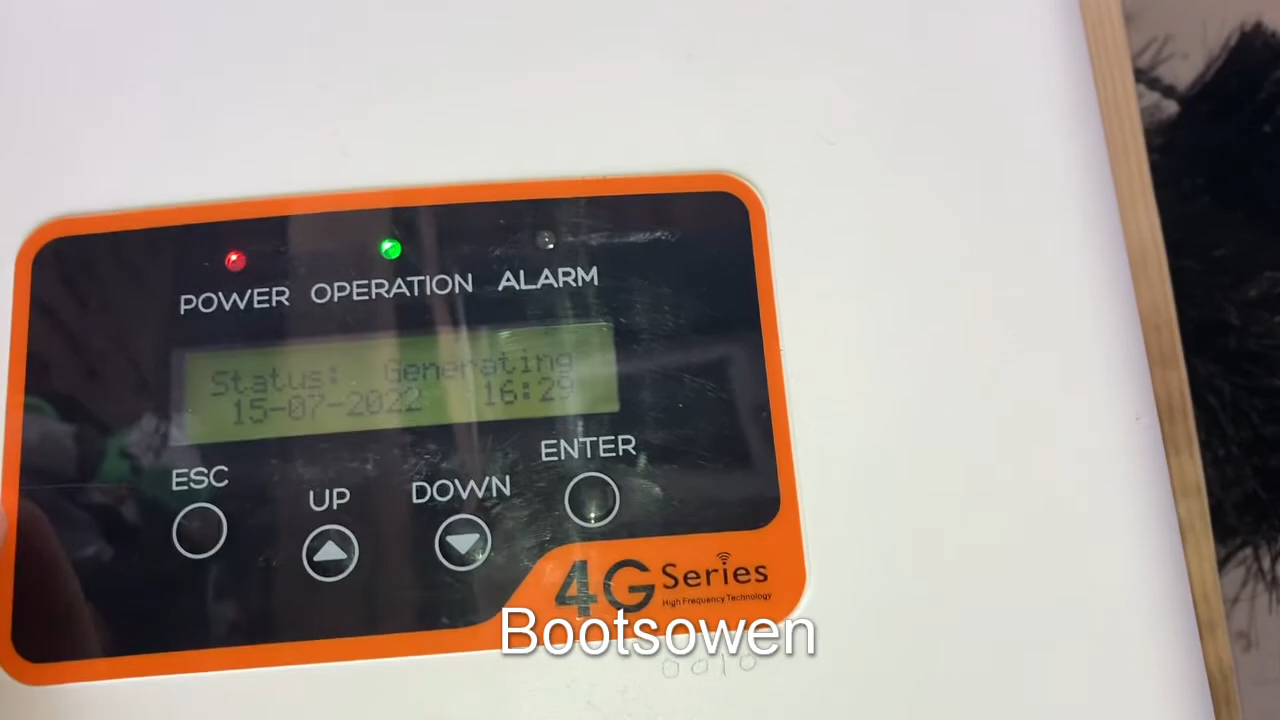 POWER OPERATION ALARM
Status: Generating
15-07-2022 16:29
ESC UP DOWN ENTER
4G Series
High Frequency Technology
Bootsowen
0010